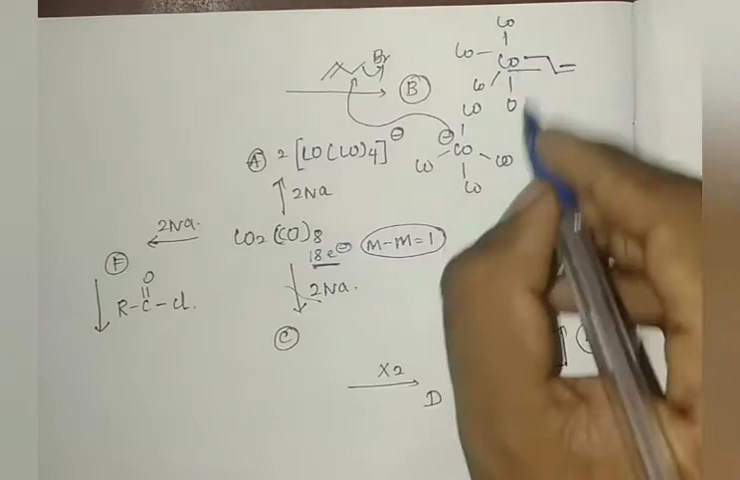 CO
CO
CO
CO
O
Br
B
CO
⊖
CO
CO
CO
CO
A 2[CO(CO)4]⊖
2Na
2Na.
CO2(CO)8
18e⊖
M-M=1
F
O
R-C-Cl.
2Na.
C
X2
D